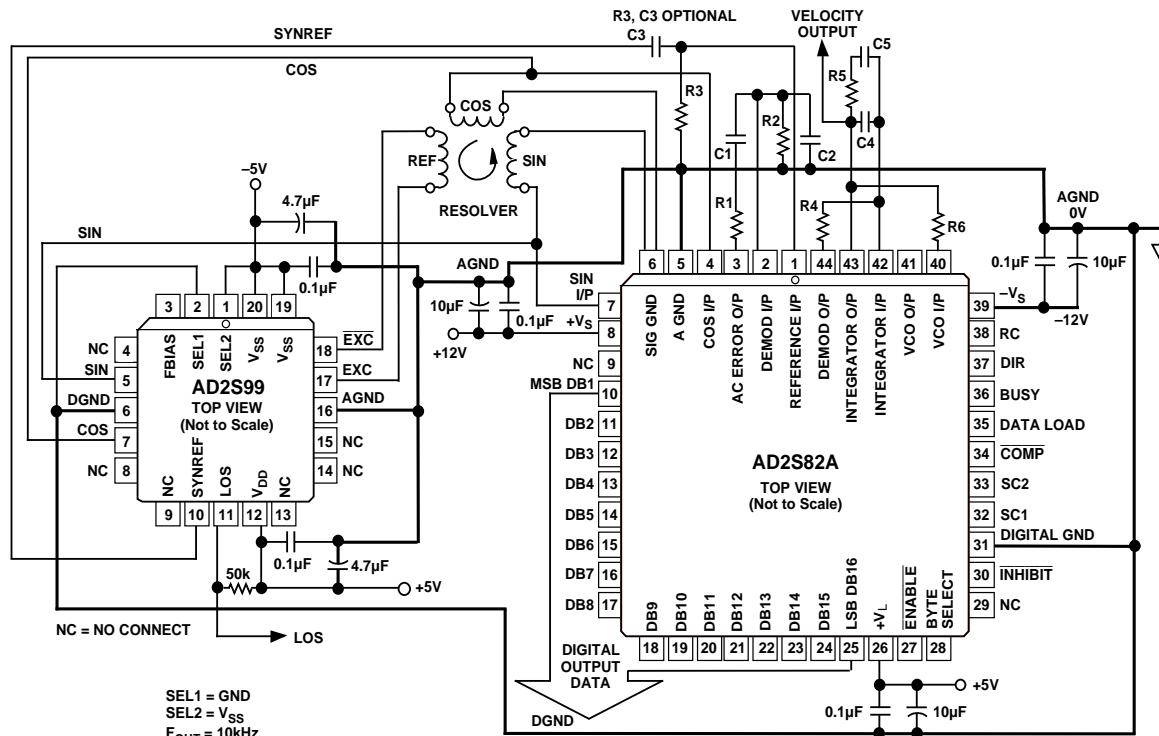 R3, C3 OPTIONAL
VELOCITY
OUTPUT
SYNREF
C3
C5
COS
R5
R3
COS
R2
C4
C1
C2
REF
SIN
–5V
RESOLVER
R1
R4
R6
AGND
0V
4.7µF
SIN
AGND
0.1µF
10µF
0.1µF
10µF
0.1µF
+12V
–12V
3 2 1 20 19
FBIAS
SEL1
SEL2
VSS
VSS
NC 4
SIN 5
DGND 6
COS 7
NC 8
AD2S99
TOP VIEW
(Not to Scale)
18 EXC
17 EXC
16 AGND
15 NC
14 NC
NC
SYNREF
LOS
VDD
NC
9 10 11 12 13
0.1µF
4.7µF
50k
+5V
NC = NO CONNECT
LOS
SEL1 = GND
SEL2 = VSS
FOUT = 10kHz
6 5 4 3 2 1 44 43 42 41 40
SIG GND
A GND
COS I/P
AC ERROR O/P
DEMOD I/P
REFERENCE I/P
DEMOD O/P
INTEGRATOR O/P
INTEGRATOR I/P
VCO O/P
VCO I/P
SIN
I/P 7
+VS 8
NC 9
MSB DB1 10
DB2 11
DB3 12
DB4 13
DB5 14
DB6 15
DB7 16
DB8 17
AD2S82A
TOP VIEW
(Not to Scale)
39 –VS
38 RC
37 DIR
36 BUSY
35 DATA LOAD
34 COMP
33 SC2
32 SC1
31 DIGITAL GND
30 INHIBIT
29 NC
DB9
DB10
DB11
DB12
DB13
DB14
DB15
LSB DB16
+VL
ENABLE
BYTE
SELECT
18 19 20 21 22 23 24 25 26 27 28
DIGITAL
OUTPUT
DATA
DGND
+5V
0.1µF
10µF